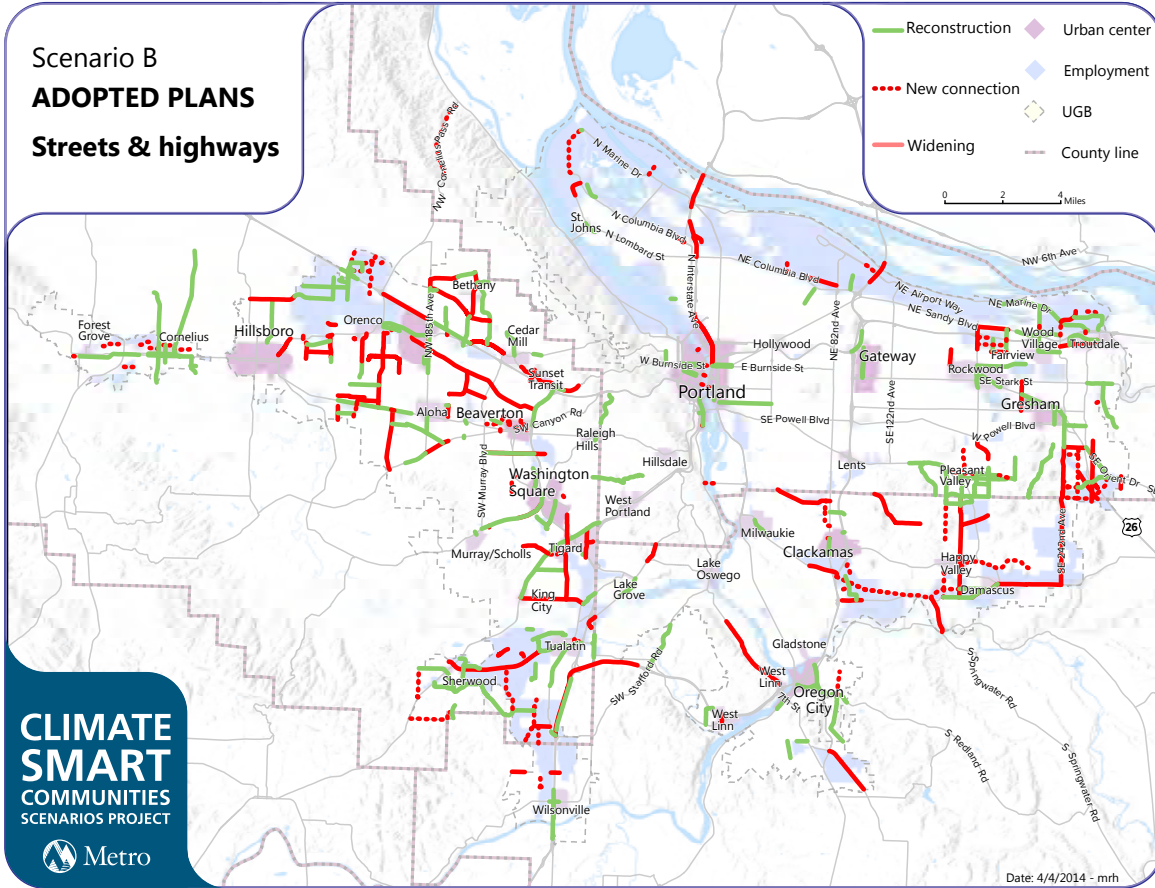 Scenario B
ADOPTED PLANS
Streets & highways
Reconstruction
New connection
Widening
Urban center
Employment
UGB
County line
0 2 4 Miles
NW Cornelius Pass Rd
N Marine Dr
St. Johns
N Columbia Blvd
N Lombard St
N Interstate Ave
NE Columbia Blvd
NE 82nd Ave
NE Airport Way
NE Sandy Blvd
NW 6th Ave
NE Marine Dr
Forest Grove
Cornelius
Hillsboro
Orenco
NW 185th Ave
Bethany
Cedar Mill
Sunset Transit
W Burnside St
E Burnside St
Hollywood
Gateway
Wood Village
Fairview
Troutdale
Rockwood
SE Stark St
Gresham
Portland
Aloha
Beaverton
SW Canyon Rd
Raleigh Hills
SE Powell Blvd
SE 122nd Ave
W Powell Blvd
SW Murray Blvd
Washington Square
Hillsdale
Lents
Pleasant Valley
SE Orient Dr
26
West Portland
Murray/Scholls
Tigard
Milwaukie
Clackamas
SE 242nd Ave
Lake Oswego
Happy Valley
Damascus
King City
Lake Grove
Tualatin
Gladstone
Sherwood
SW Stafford Rd
West Linn
7th St
Oregon City
West Linn
S Springwater Rd
S Redland Rd
S Springwater Rd
Wilsonville
CLIMATE
SMART
COMMUNITIES
SCENARIOS PROJECT
Metro
Date: 4/4/2014 - mrh